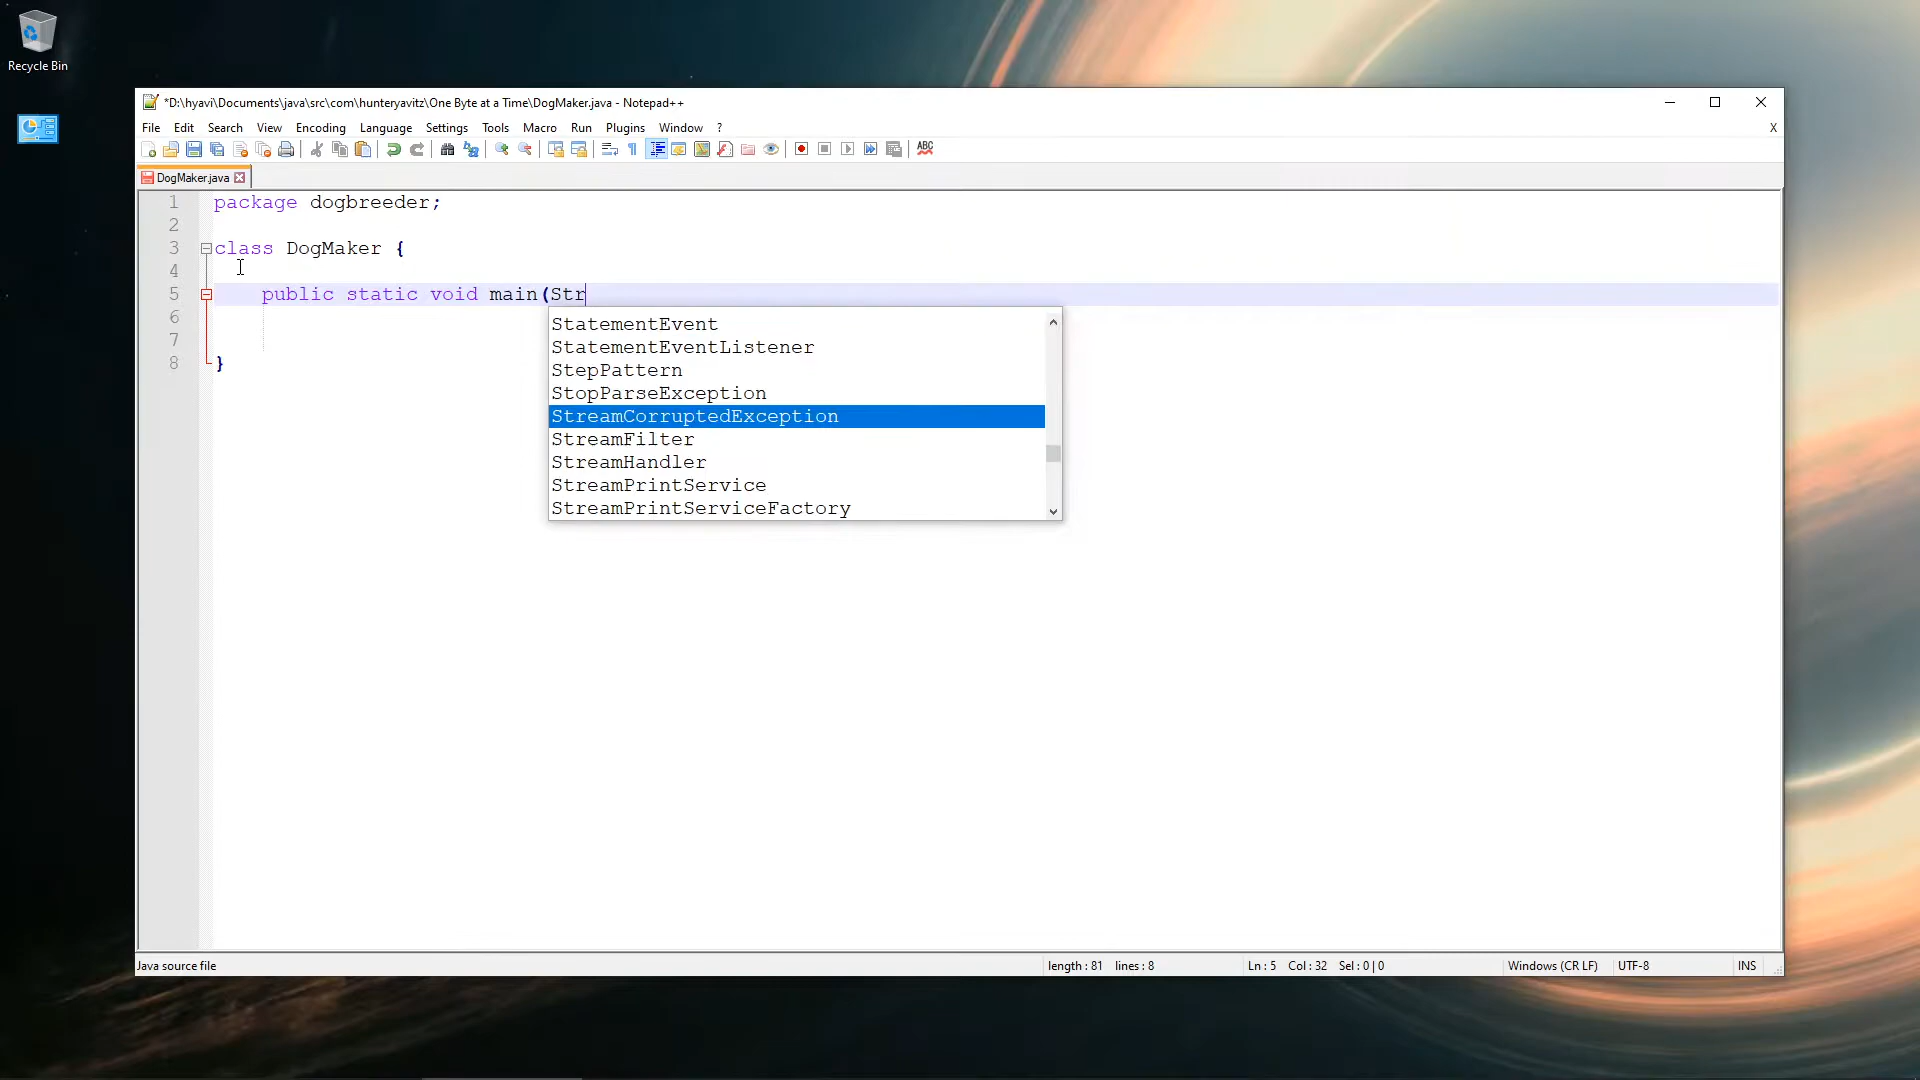 Recycle Bin
*D:\hyavi\Documents\java\src\com\hunteryavitz\One Byte at a Time\DogMaker.java - Notepad++
File Edit Search View Encoding Language Settings Tools Macro Run Plugins Window ? X
ABC
DogMaker.java
1 package dogbreeder;
2
3 class DogMaker {
4
5 public static void main(Str
6
7
8 }
StatementEvent
StatementEventListener
StepPattern
StopParseException
StreamCorruptedException
StreamFilter
StreamHandler
StreamPrintService
StreamPrintServiceFactory
Java source file length : 81 lines : 8 Ln : 5 Col : 32 Sel : 0 | 0 Windows (CR LF) UTF-8 INS